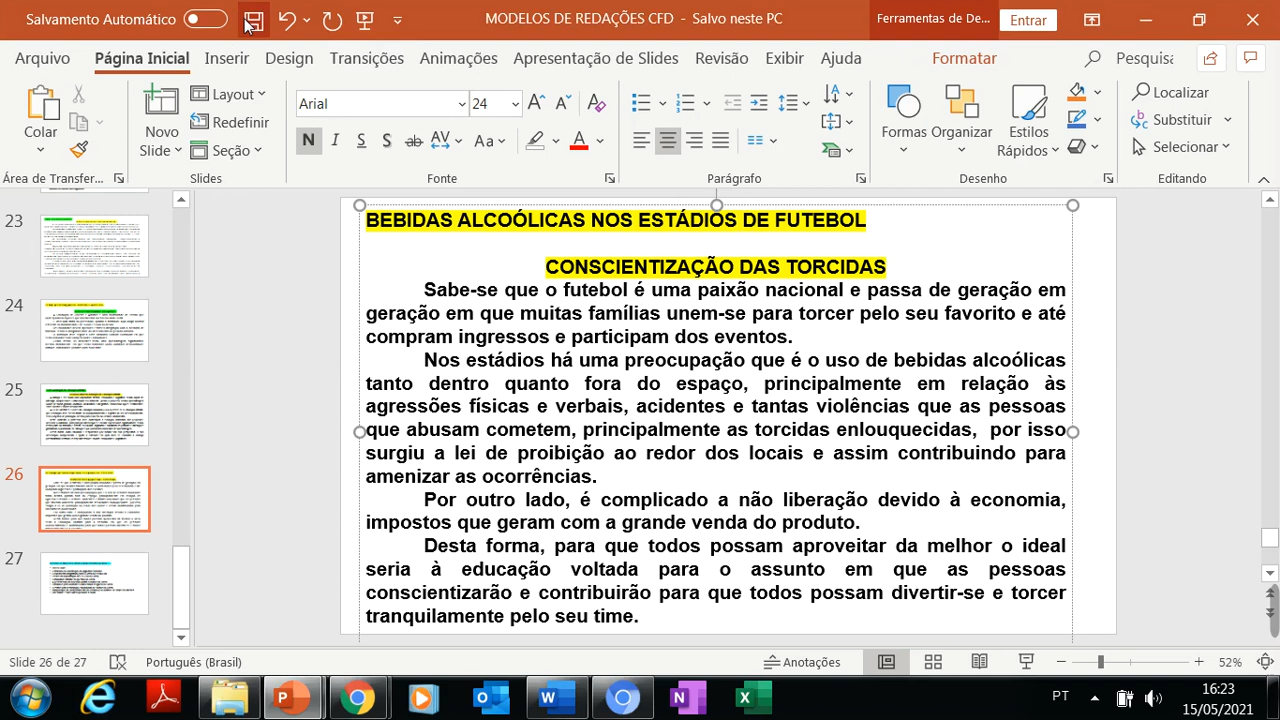 Salvamento Automático
MODELOS DE REDAÇÕES CFD - Salvo neste PC
Ferramentas de De...
Entrar
Arquivo Página Inicial Inserir Design Transições Animações Apresentação de Slides Revisão Exibir Ajuda Formatar Pesquisa
Colar
Novo Slide
Layout
Redefinir
Seção
Arial 24
N I S S ab AV Aa A
Formas Organizar Estilos Rápidos
Localizar
Substituir
Selecionar
Área de Transfer... Slides Fonte Parágrafo Desenho Editando
23
24
25
26
27
BEBIDAS ALCOÓLICAS NOS ESTÁDIOS DE FUTEBOL
CONSCIENTIZAÇÃO DAS TORCIDAS
Sabe-se que o futebol é uma paixão nacional e passa de geração em
geração em que muitas famílias unem-se para torcer pelo seu favorito e até
compram ingressos e participam dos eventos.
Nos estádios há uma preocupação que é o uso de bebidas alcoólicas
tanto dentro quanto fora do espaço, principalmente em relação às
agressões físicas e verbais, acidentes e tantas violências que as pessoas
que abusam cometem, principalmente as torcidas enlouquecidas, por isso
surgiu a lei de proibição ao redor dos locais e assim contribuindo para
amenizar as ocorrências.
Por outro lado, é complicado a não liberação devido à economia,
impostos que geram com a grande venda do produto.
Desta forma, para que todos possam aproveitar da melhor o ideal
seria a educação voltada para o assunto em que as pessoas
conscientizarão e contribuirão para que todos possam divertir-se e torcer
tranquilamente pelo seu time.
Slide 26 de 27 Português (Brasil) Anotações 52%
PT
16:23
15/05/2021